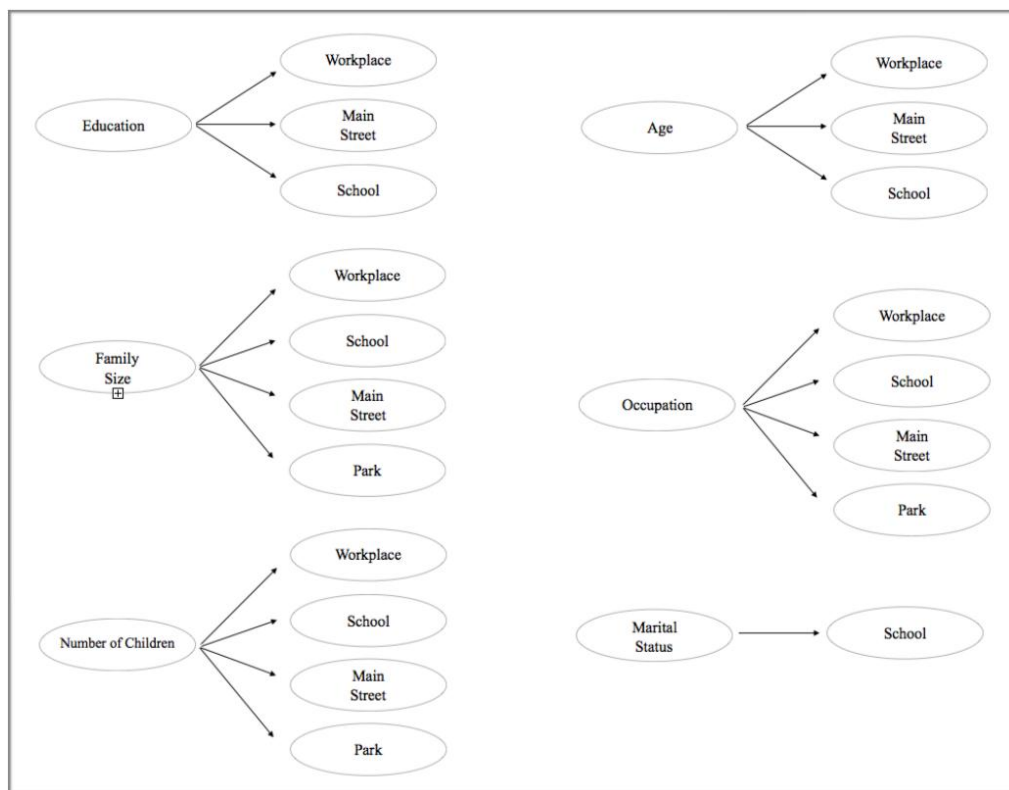 Education
Workplace
Main
Street
School
Age
Workplace
Main
Street
School
Family
Size
Workplace
School
Main
Street
Park
Occupation
Workplace
School
Main
Street
Park
Number of Children
Workplace
School
Main
Street
Park
Marital
Status
School